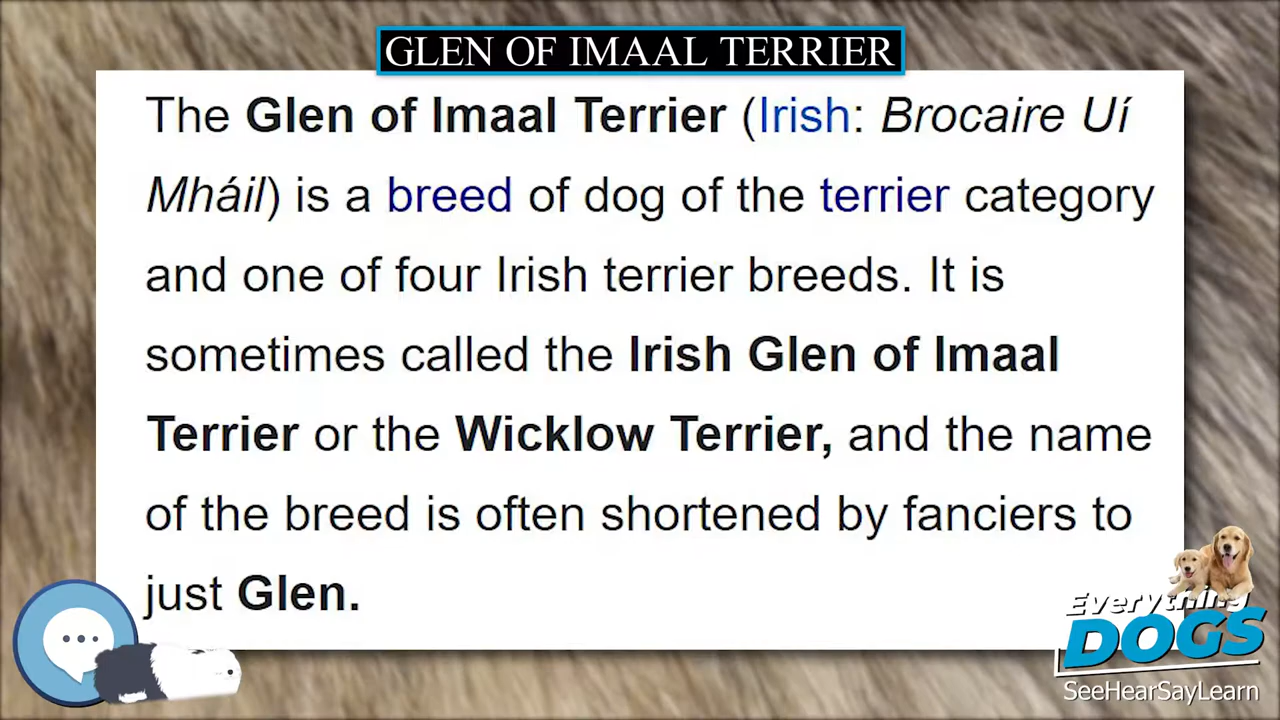 GLEN OF IMAAL TERRIER
The Glen of Imaal Terrier (Irish: Brocaire Uí
Mháil) is a breed of dog of the terrier category
and one of four Irish terrier breeds. It is
sometimes called the Irish Glen of Imaal
Terrier or the Wicklow Terrier, and the name
of the breed is often shortened by fanciers to
just Glen.
Everything
DOGS
SeeHearSayLearn